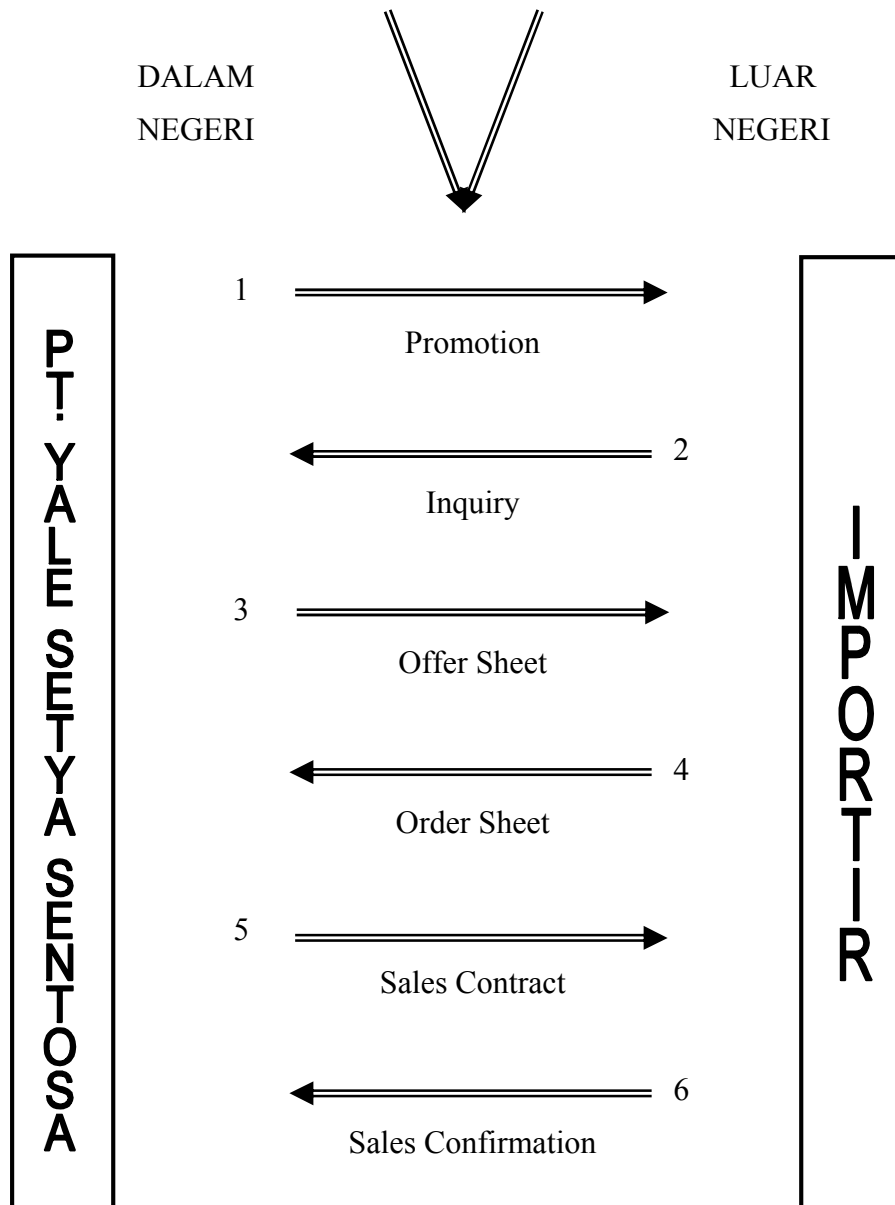 DALAM
NEGERI
LUAR
NEGERI
PT. YALE SETYA SENTOSA
1
Promotion
2
Inquiry
3
Offer Sheet
4
Order Sheet
5
Sales Contract
6
Sales Confirmation
IMPORTIR